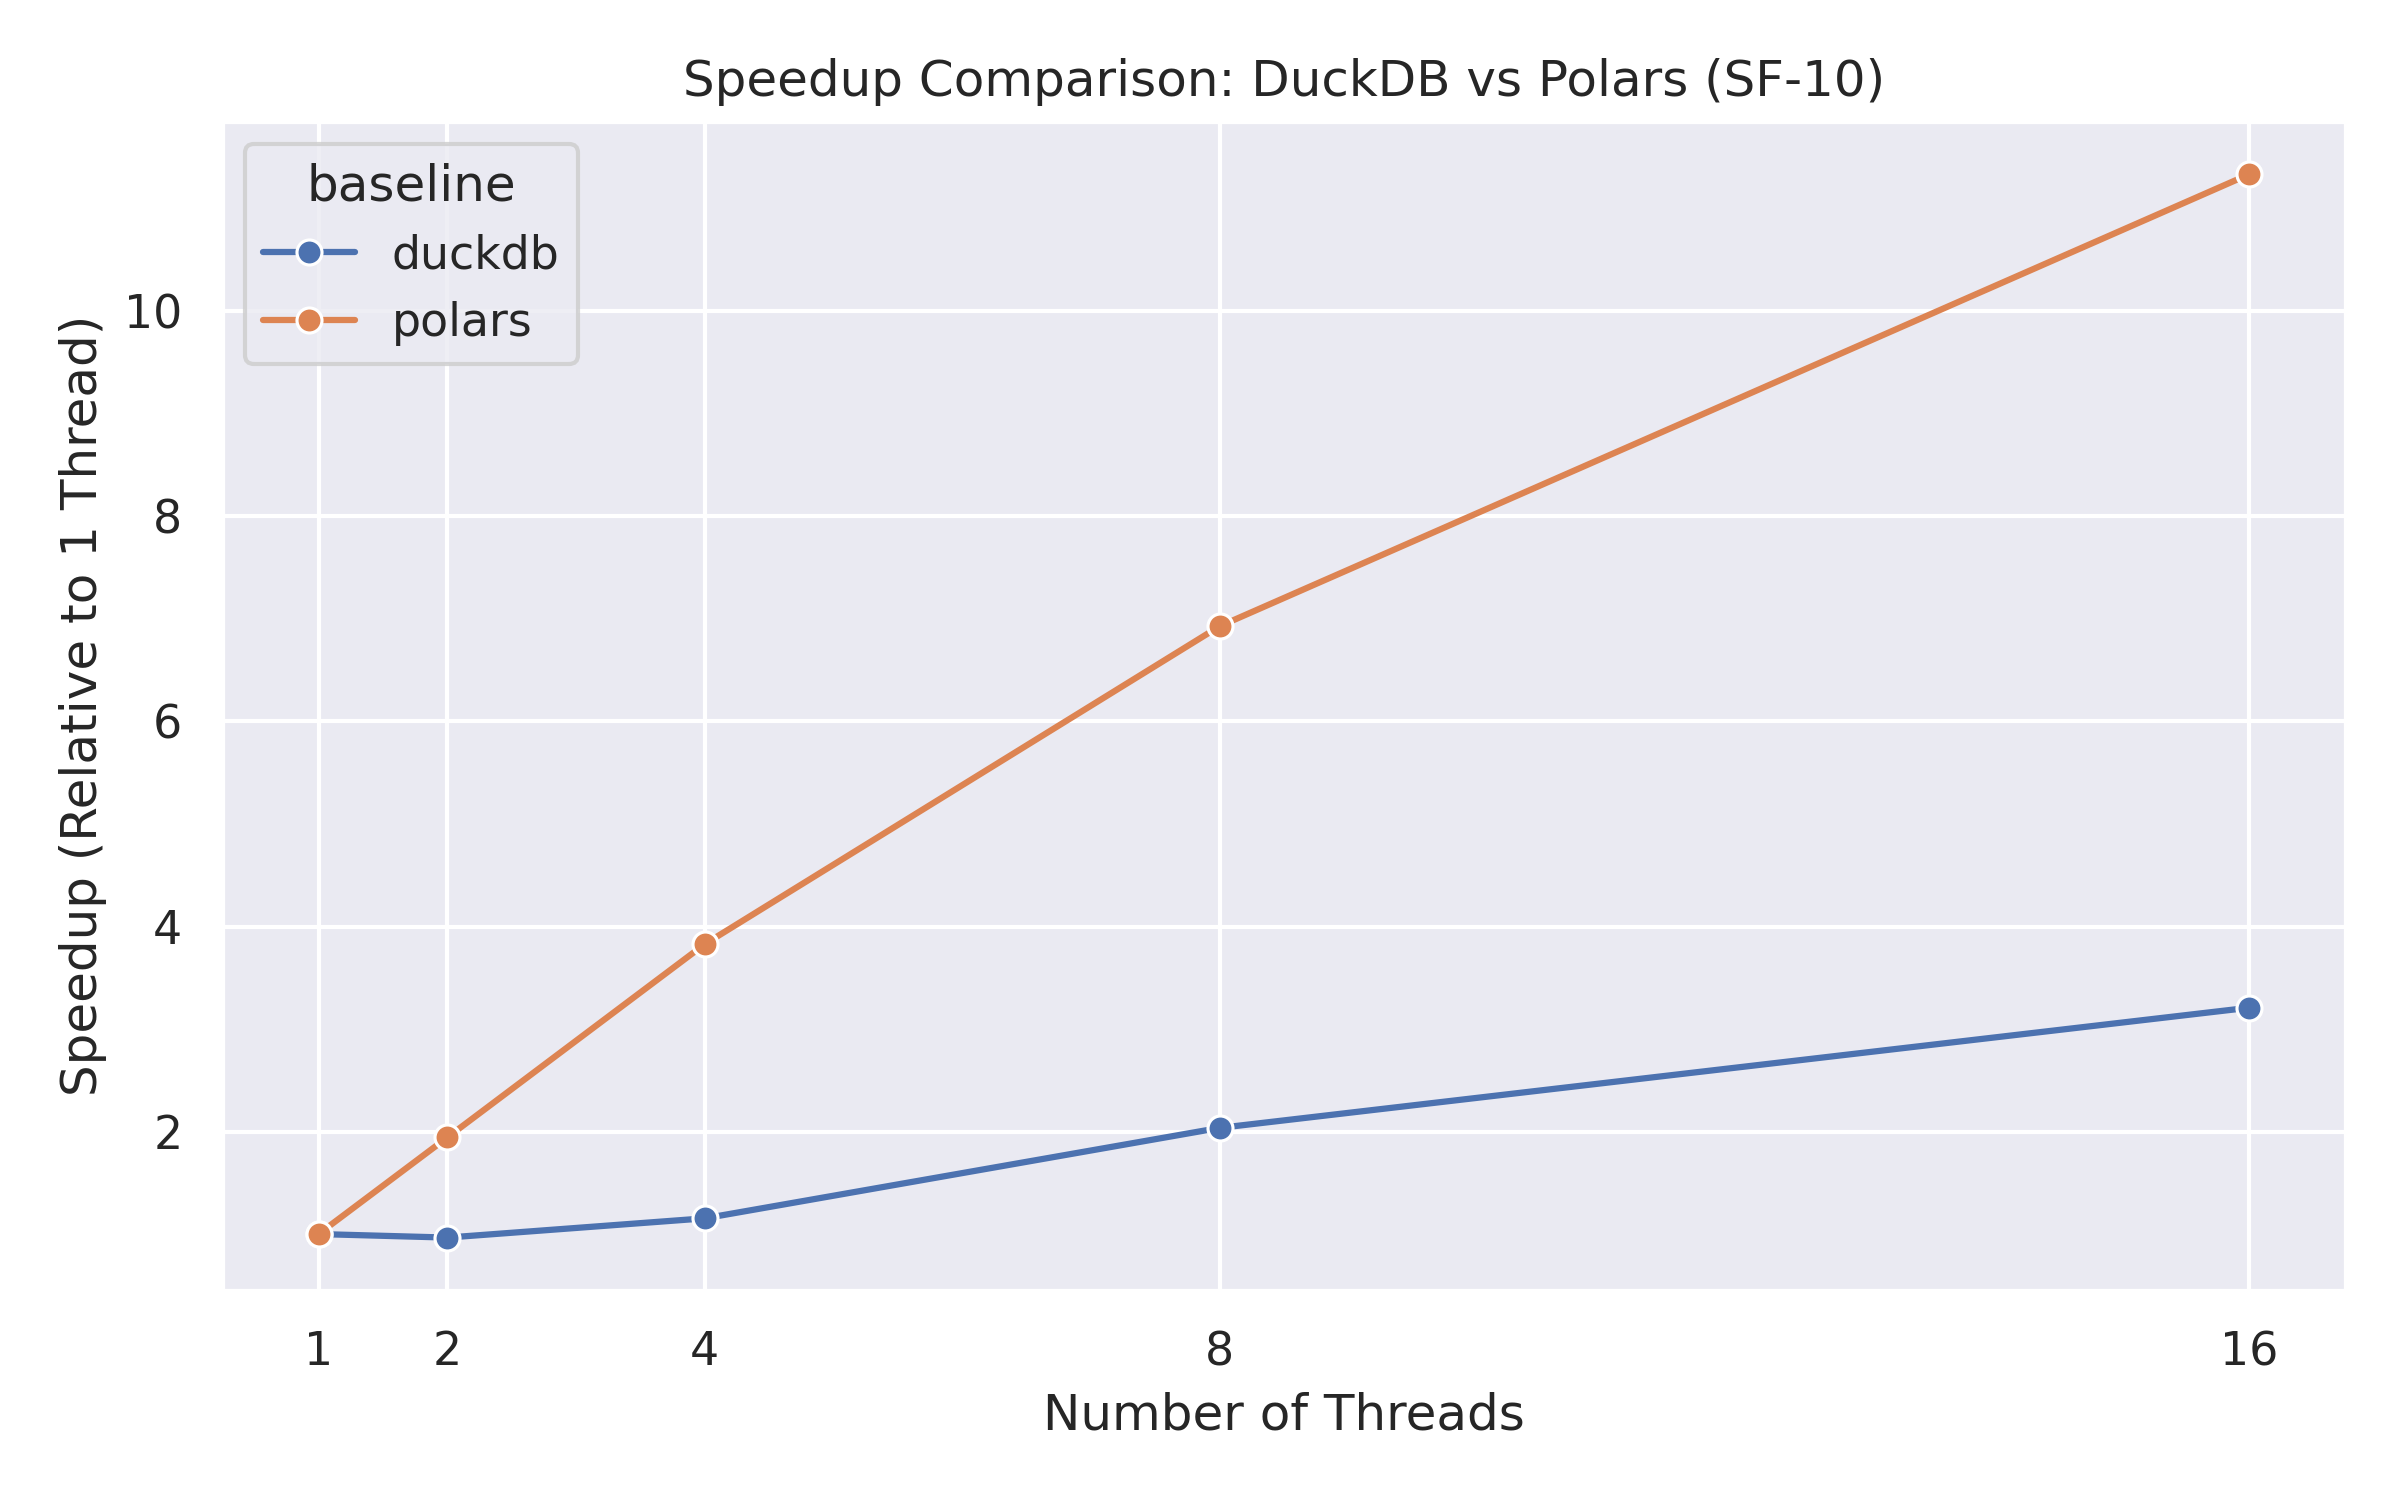 Speedup Comparison: DuckDB vs Polars (SF-10)
baseline
duckdb
polars
Speedup (Relative to 1 Thread)
10
8
6
4
2
1 2 4 8 16
Number of Threads